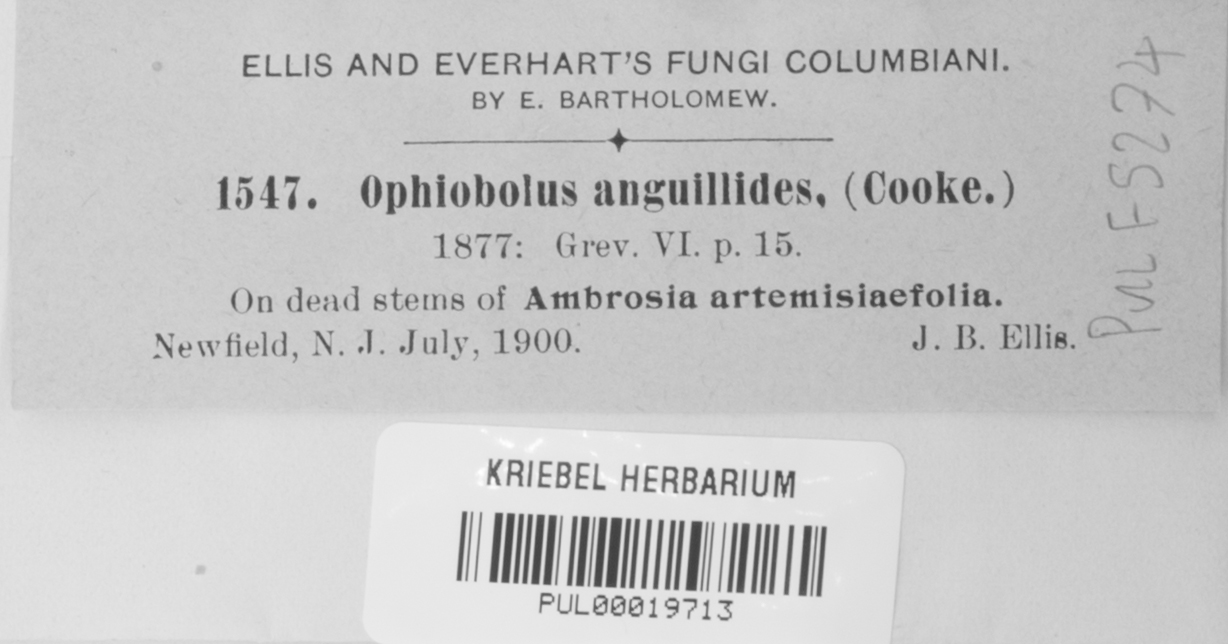 ELLIS AND EVERHART'S FUNGI COLUMBIANI.
BY E. BARTHOLOMEW.
1547. Ophiobolus anguillides, (Cooke.)
1877: Grev. VI. p. 15.
On dead stems of Ambrosia artemisiaefolia.
Newfield, N. J. July, 1900. J. B. Ellis.
PUL F5274
KRIEBEL HERBARIUM
PUL00019713